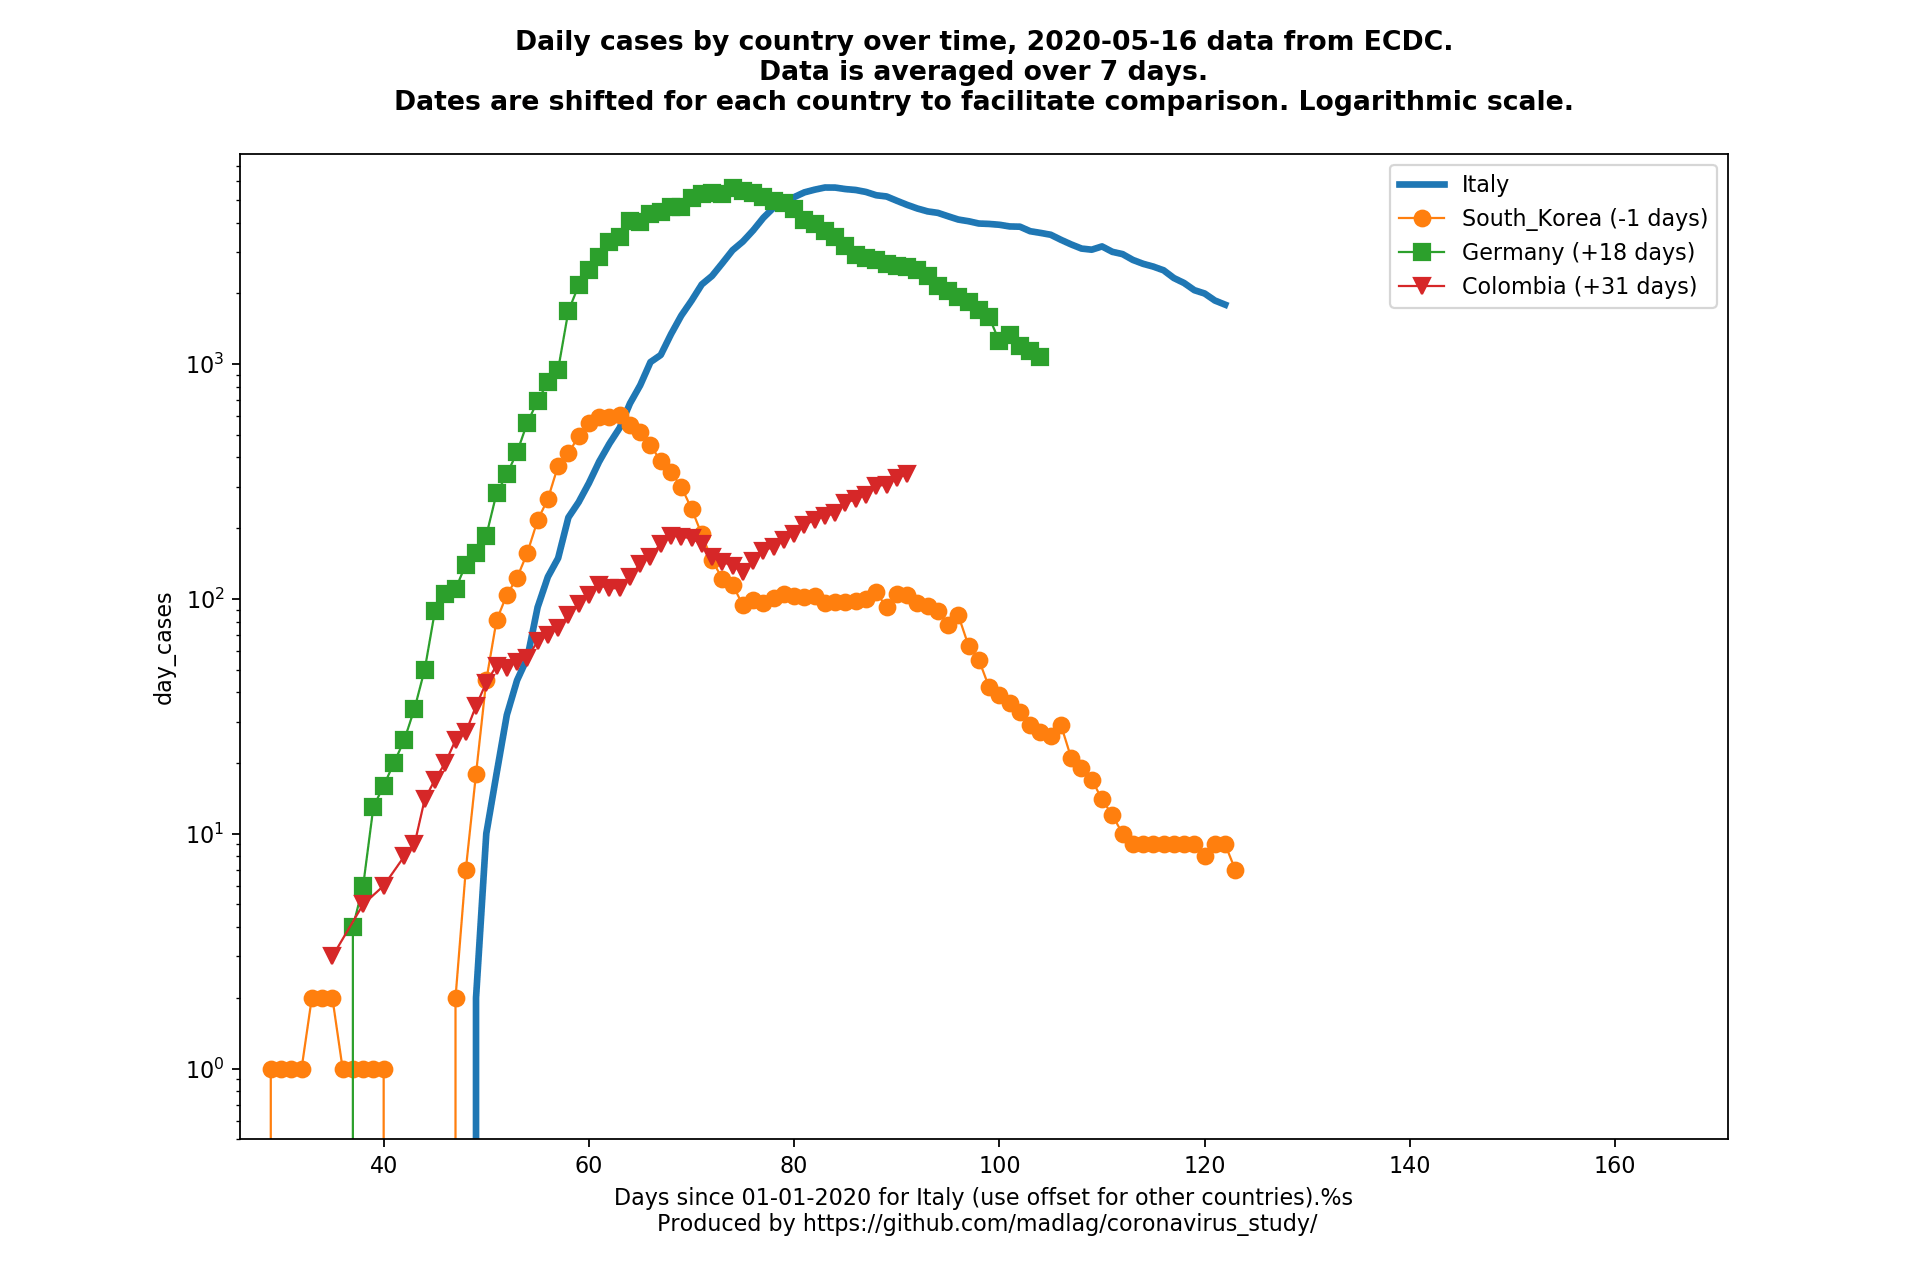 Daily cases by country over time, 2020-05-16 data from ECDC.
Data is averaged over 7 days.
Dates are shifted for each country to facilitate comparison. Logarithmic scale.
Italy
South_Korea (-1 days)
Germany (+18 days)
Colombia (+31 days)
10³
10²
10¹
10⁰
day_cases
40 60 80 100 120 140 160
Days since 01-01-2020 for Italy (use offset for other countries).%s
Produced by https://github.com/madlag/coronavirus_study/